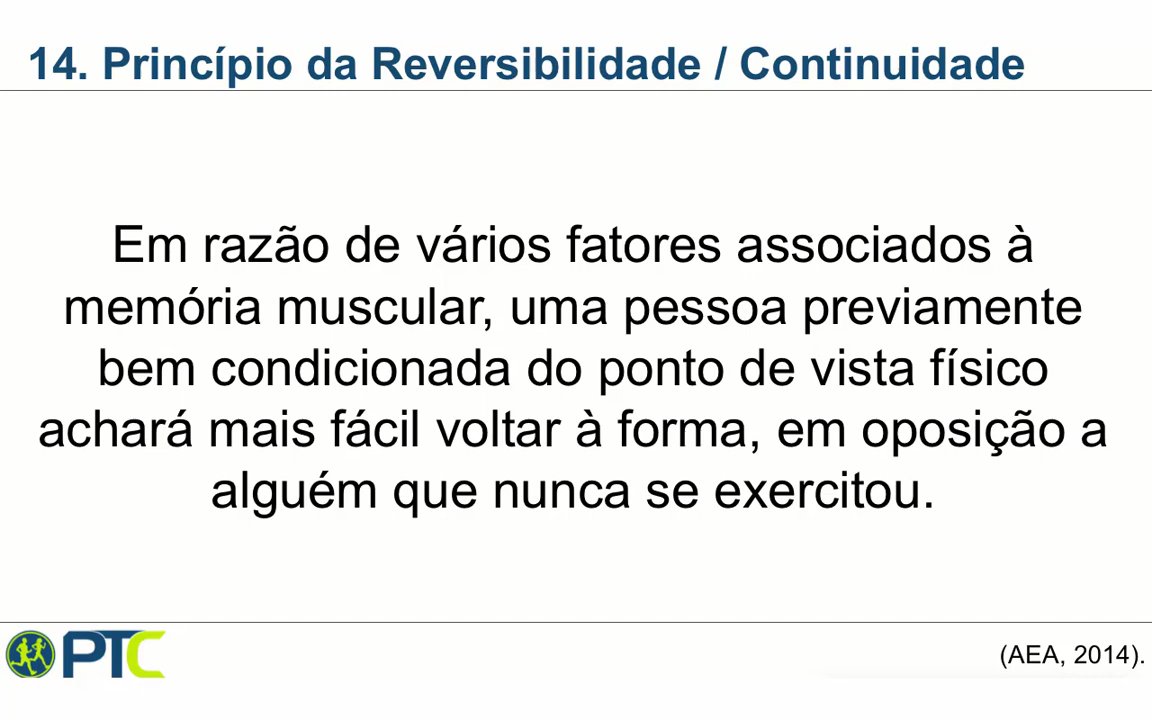 14. Princípio da Reversibilidade / Continuidade
Em razão de vários fatores associados à
memória muscular, uma pessoa previamente
bem condicionada do ponto de vista físico
achará mais fácil voltar à forma, em oposição a
alguém que nunca se exercitou.
PTC
(AEA, 2014).